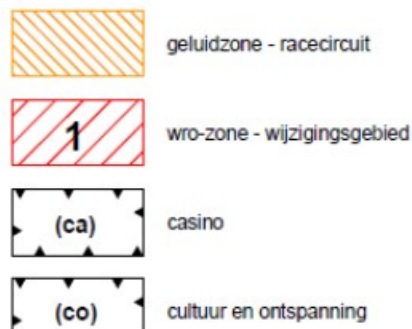 geluidzone - racecircuit
1 wro-zone - wijzigingsgebied
(ca) casino
(co) cultuur en ontspanning